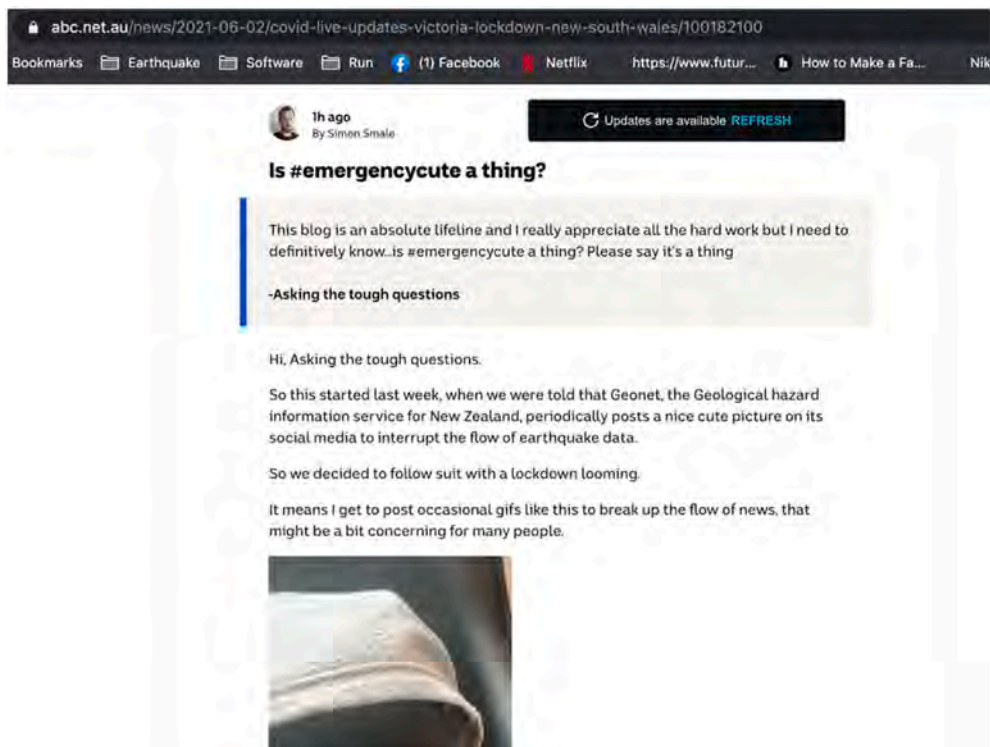 abc.net.au/news/2021-06-02/covid-live-updates-victoria-lockdown-new-south-wales/100182100
Bookmarks Earthquake Software Run (1) Facebook Netflix https://www.futur... How to Make a Fa... Nik
1h ago
By Simon Smale
Updates are available REFRESH
Is #emergencycute a thing?
This blog is an absolute lifeline and I really appreciate all the hard work but I need to
definitively know...is #emergencycute a thing? Please say it's a thing
-Asking the tough questions
Hi, Asking the tough questions.
So this started last week, when we were told that Geonet, the Geological hazard
information service for New Zealand, periodically posts a nice cute picture on its
social media to interrupt the flow of earthquake data.
So we decided to follow suit with a lockdown looming.
It means I get to post occasional gifs like this to break up the flow of news, that
might be a bit concerning for many people.